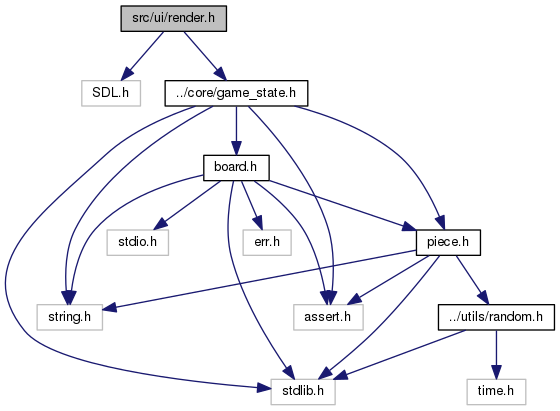 src/ui/render.h
SDL.h
../core/game_state.h
board.h
stdio.h
err.h
piece.h
string.h
assert.h
../utils/random.h
stdlib.h
time.h